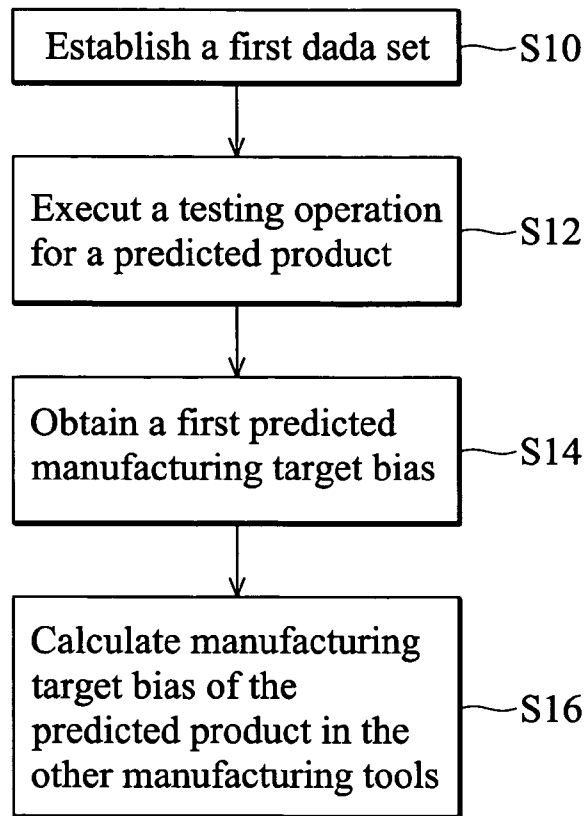 Establish a first dada set
S10
Execut a testing operation
for a predicted product
S12
Obtain a first predicted
manufacturing target bias
S14
Calculate manufacturing
target bias of the
predicted product in the
other manufacturing tools
S16